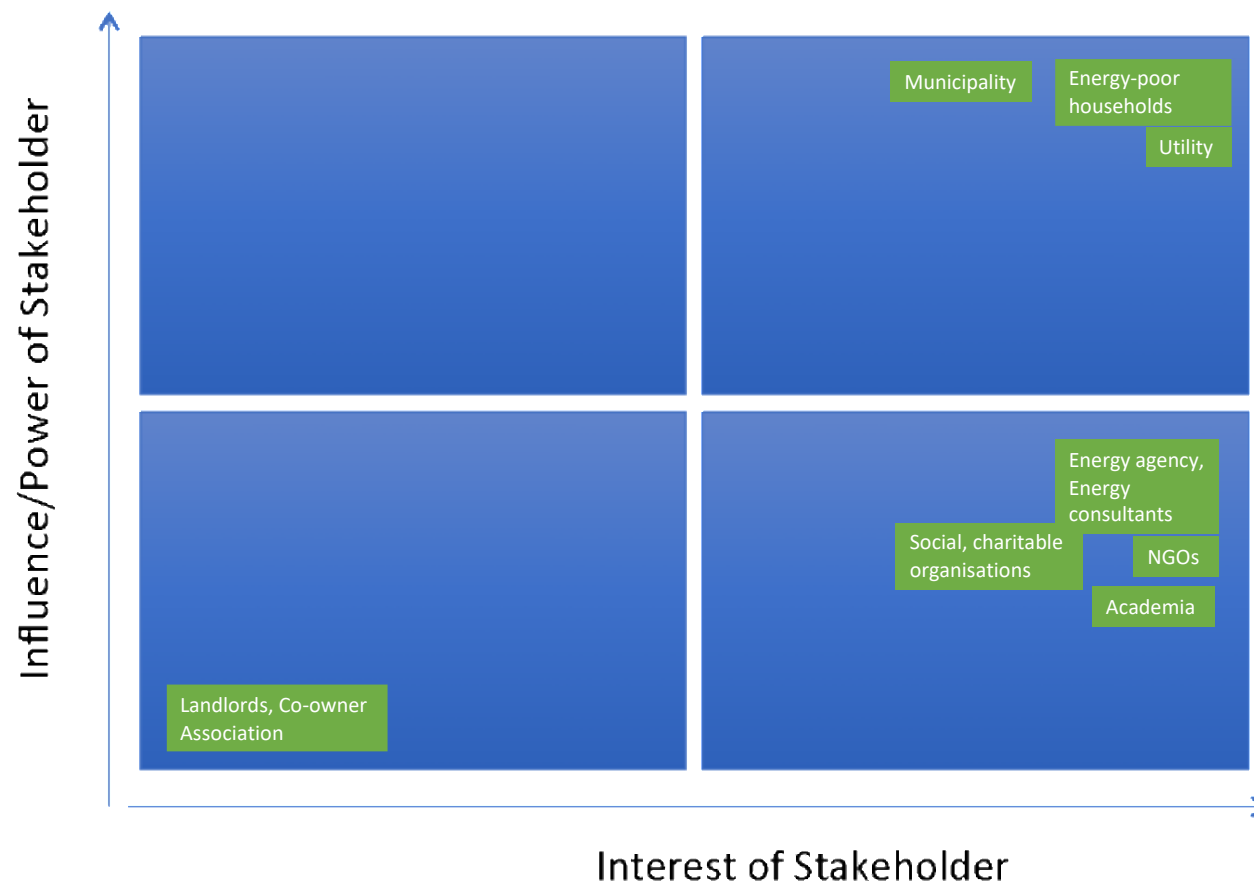 Influence/Power of Stakeholder
Municipality
Energy-poor
households
Utility
Energy agency,
Energy
consultants
Social, charitable
organisations
NGOs
Academia
Landlords, Co-owner
Association
Interest of Stakeholder